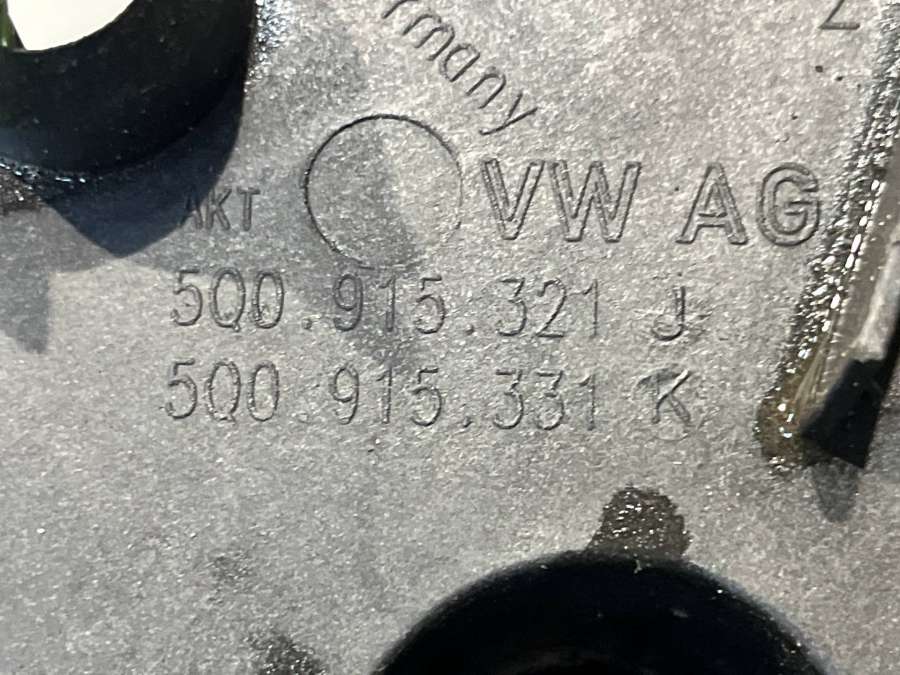 rmany
AKT VW AG
5Q0.915.321 J
5Q0.915.331 K